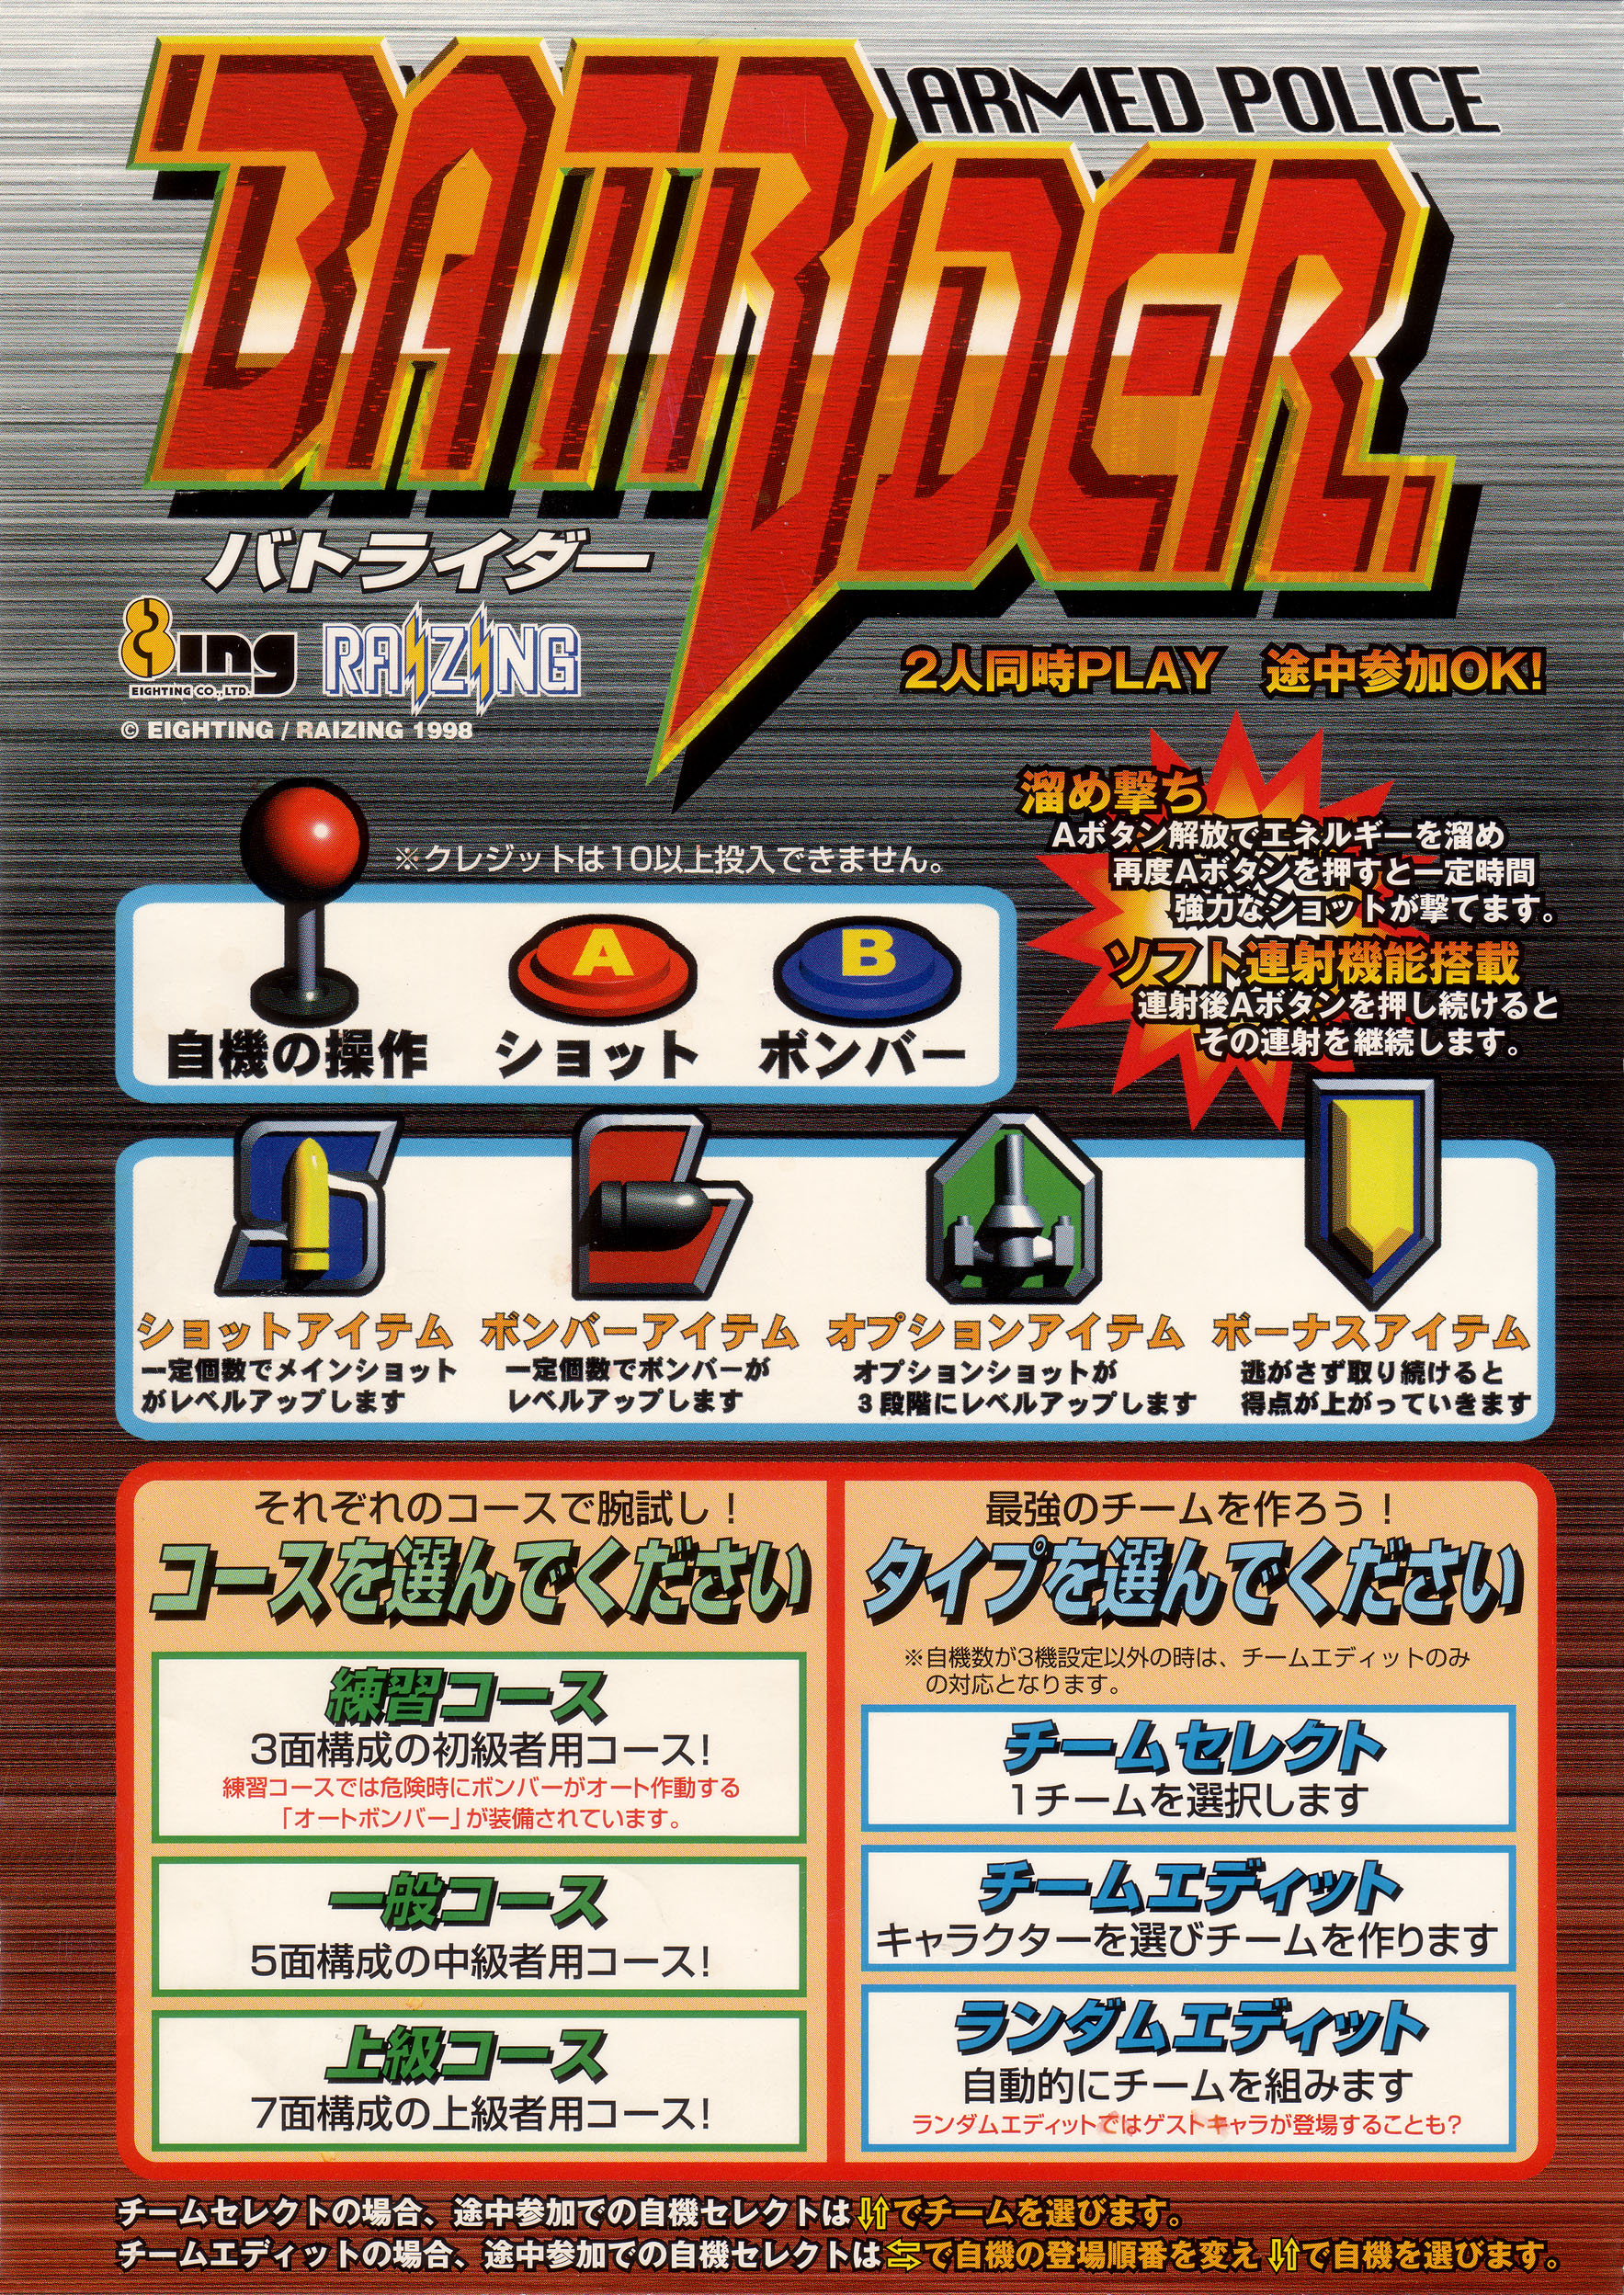 ARMED POLICE
BATRIDER
バトライダー
8ing
EIGHTING CO.,LTD.
RAIZING
© EIGHTING / RAIZING 1998
2人同時PLAY 途中参加OK!
溜め撃ち
Aボタン解放でエネルギーを溜め
再度Aボタンを押すと一定時間
強力なショットが撃てます。
ソフト連射機能搭載
連射後Aボタンを押し続けると
その連射を継続します。
※クレジットは10以上投入できません。
A
B
自機の操作
ショット
ボンバー
ショットアイテム
一定個数でメインショット
がレベルアップします
ボンバーアイテム
一定個数でボンバーが
レベルアップします
オプションアイテム
オプションショットが
3段階にレベルアップします
ボーナスアイテム
逃がさず取り続けると
得点が上がっていきます
それぞれのコースで腕試し!
コースを選んでください
練習コース
3面構成の初級者用コース!
練習コースでは危険時にボンバーがオート作動する
「オートボンバー」が装備されています。
一般コース
5面構成の中級者用コース!
上級コース
7面構成の上級者用コース!
最強のチームを作ろう!
タイプを選んでください
※自機数が3機設定以外の時は、チームエディットのみ
の対応となります。
チームセレクト
1チームを選択します
チームエディット
キャラクターを選びチームを作ります
ランダムエディット
自動的にチームを組みます
ランダムエディットではゲストキャラが登場することも?
チームセレクトの場合、途中参加での自機セレクトは⇩⇧でチームを選びます。
チームエディットの場合、途中参加での自機セレクトは⇦⇨で自機の登場順番を変え⇩⇧で自機を選びます。